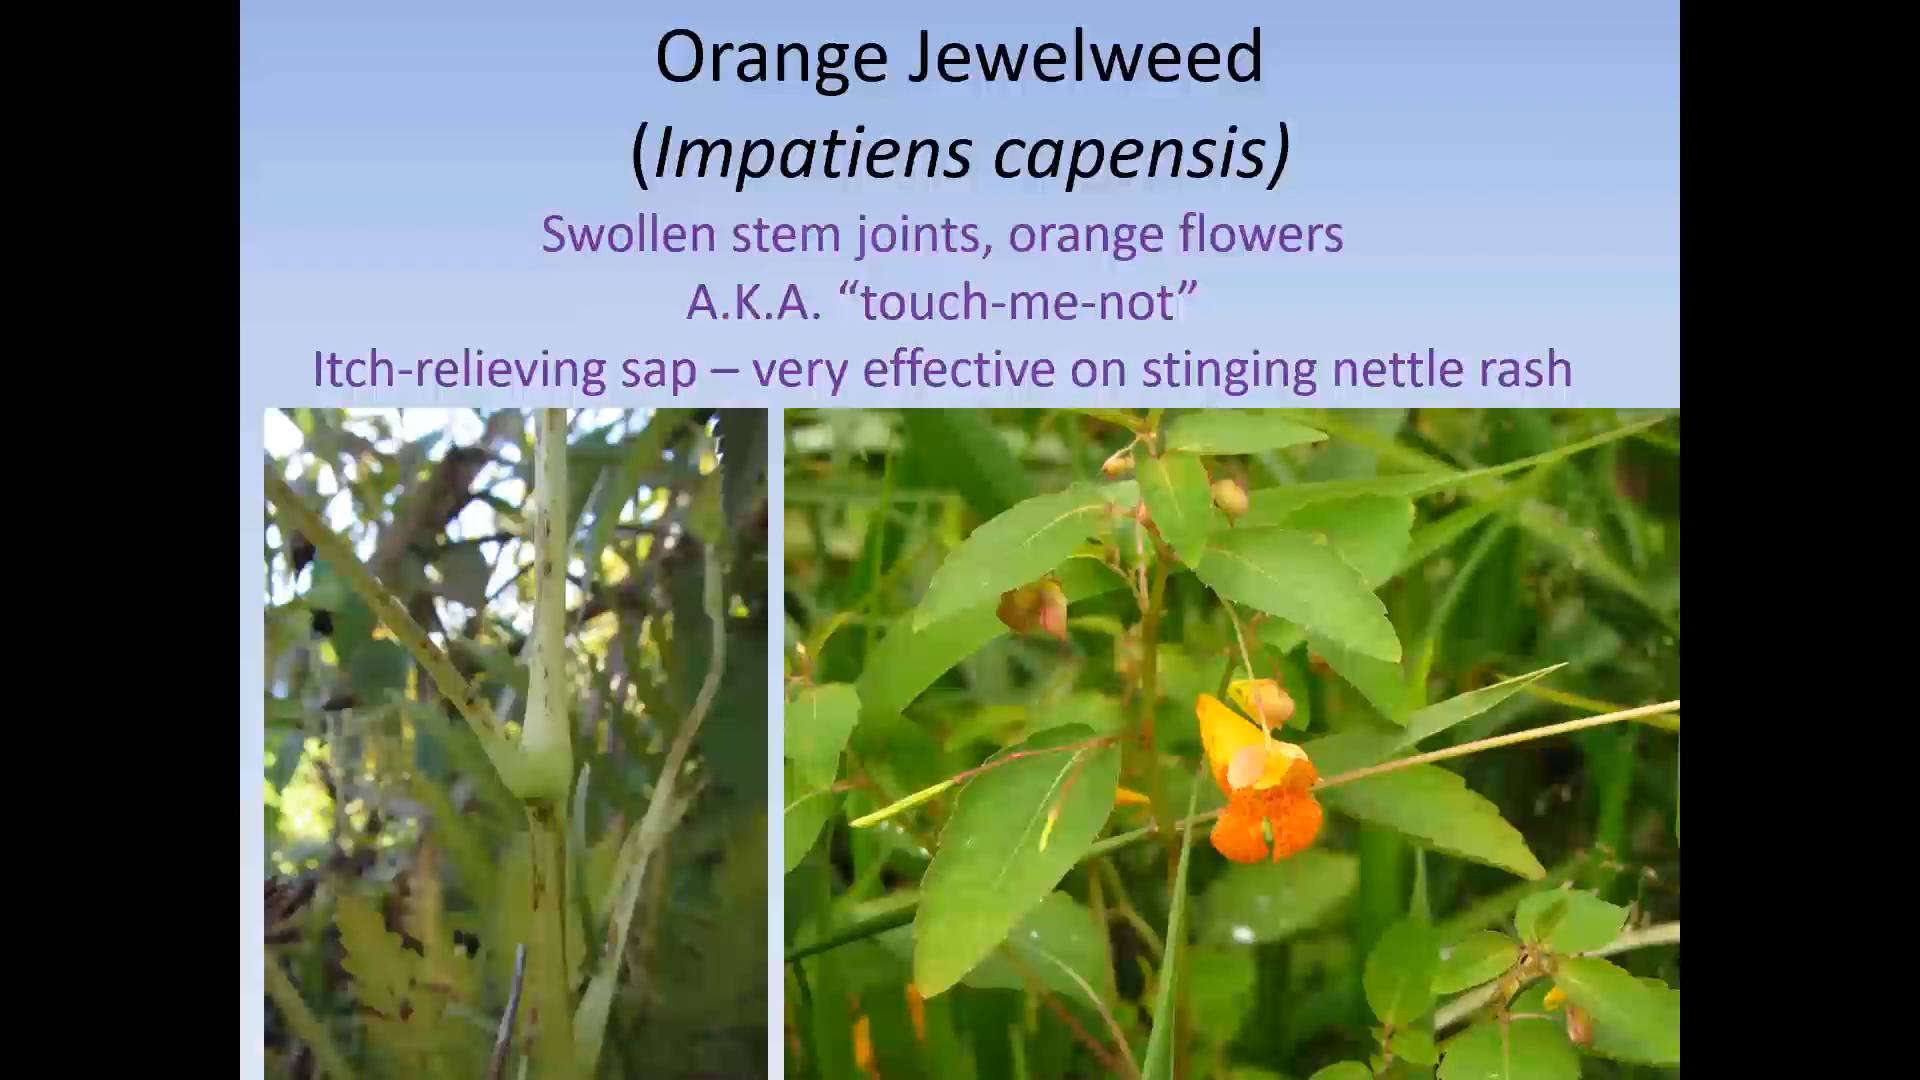 Orange Jewelweed
(Impatiens capensis)
Swollen stem joints, orange flowers
A.K.A. “touch-me-not”
Itch-relieving sap – very effective on stinging nettle rash